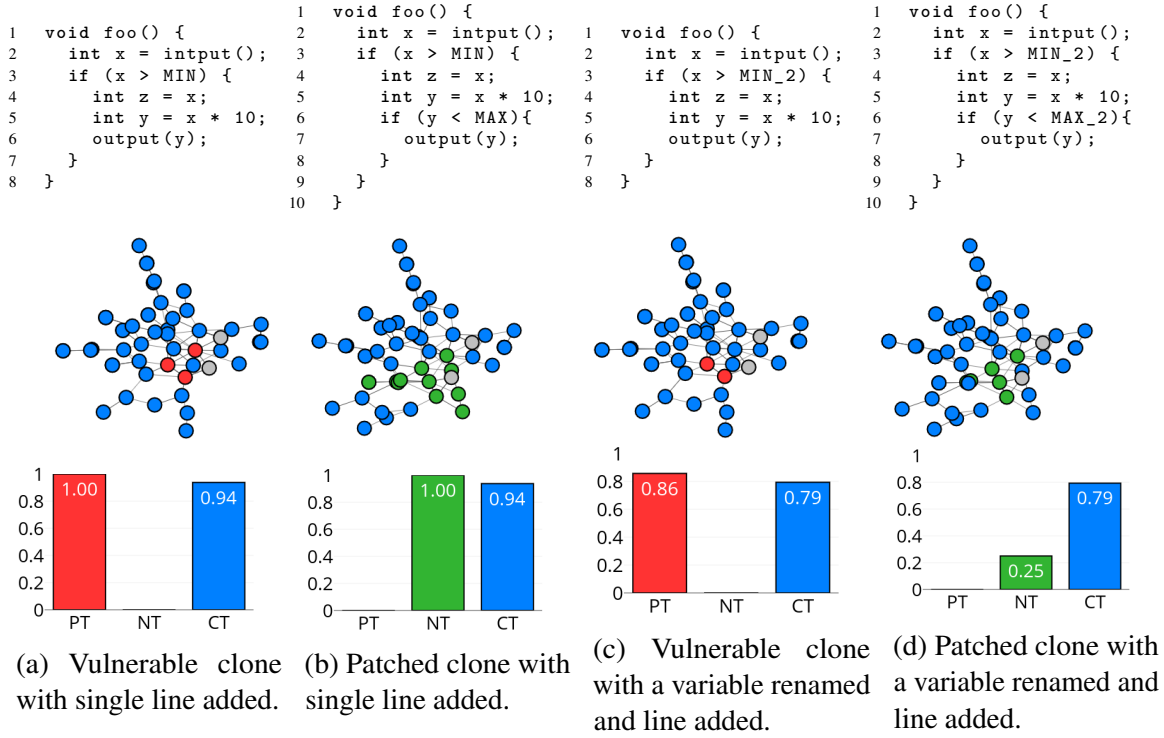 1 void foo() {
2 int x = intput();
3 if (x > MIN) {
4 int z = x;
5 int y = x * 10;
6 output(y);
7 }
8 }
1 void foo() {
2 int x = intput();
3 if (x > MIN) {
4 int z = x;
5 int y = x * 10;
6 if (y < MAX){
7 output(y);
8 }
9 }
10 }
1 void foo() {
2 int x = intput();
3 if (x > MIN_2) {
4 int z = x;
5 int y = x * 10;
6 output(y);
7 }
8 }
1 void foo() {
2 int x = intput();
3 if (x > MIN_2) {
4 int z = x;
5 int y = x * 10;
6 if (y < MAX_2){
7 output(y);
8 }
9 }
10 }
1
0.8
0.6
0.4
0.2
0
1.00
0.94
PT NT CT
1
0.8
0.6
0.4
0.2
0
1.00
0.94
PT NT CT
1
0.8
0.6
0.4
0.2
0
0.86
0.79
PT NT CT
1
0.8
0.6
0.4
0.2
0
0.25
0.79
PT NT CT
(a) Vulnerable clone
with single line added.
(b) Patched clone with
single line added.
(c) Vulnerable clone
with a variable renamed
and line added.
(d) Patched clone with
a variable renamed and
line added.